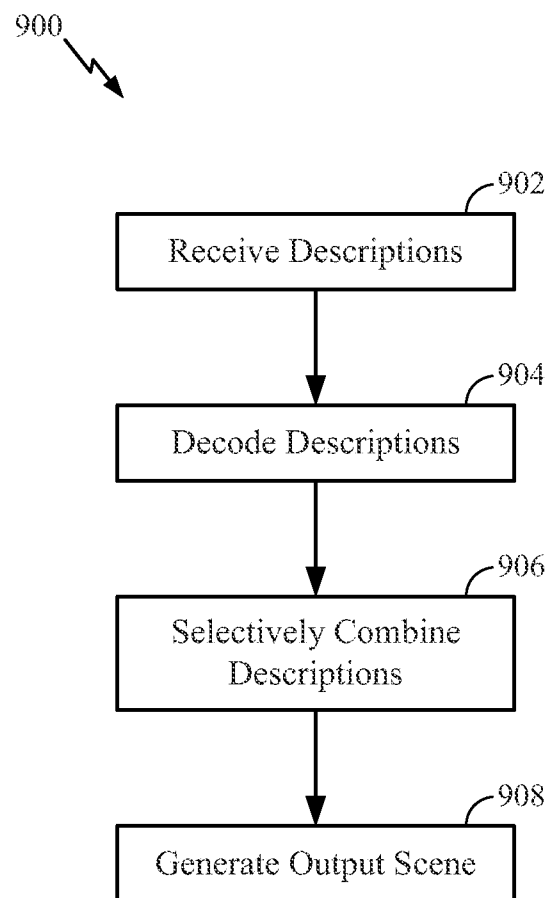 900
902
Receive Descriptions
904
Decode Descriptions
906
Selectively Combine
Descriptions
908
Generate Output Scene